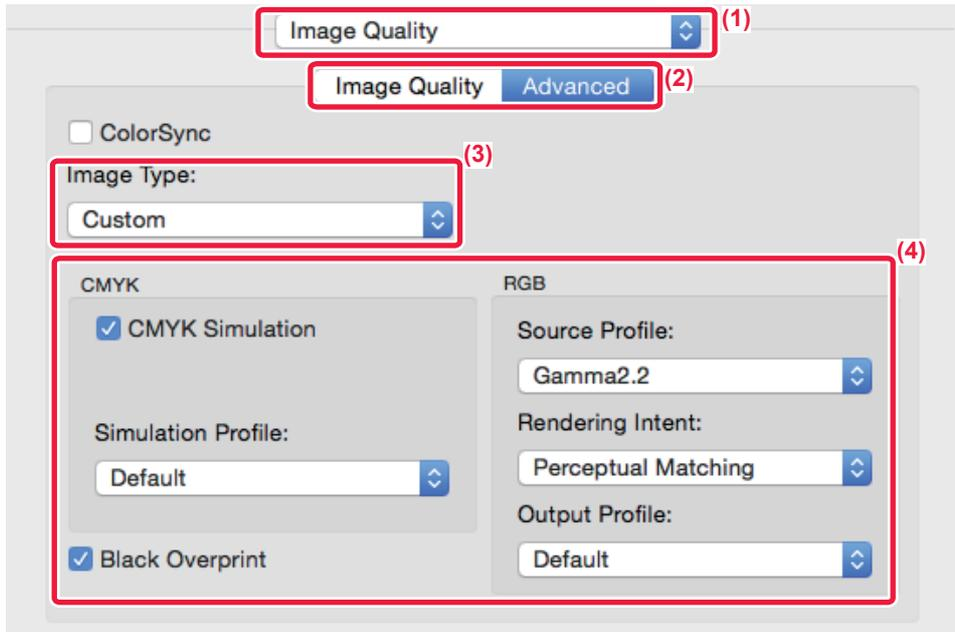 Image Quality
(1)
Image Quality Advanced
(2)
ColorSync
(3)
Image Type:
Custom
(4)
CMYK
CMYK Simulation
Simulation Profile:
Default
Black Overprint
RGB
Source Profile:
Gamma2.2
Rendering Intent:
Perceptual Matching
Output Profile:
Default